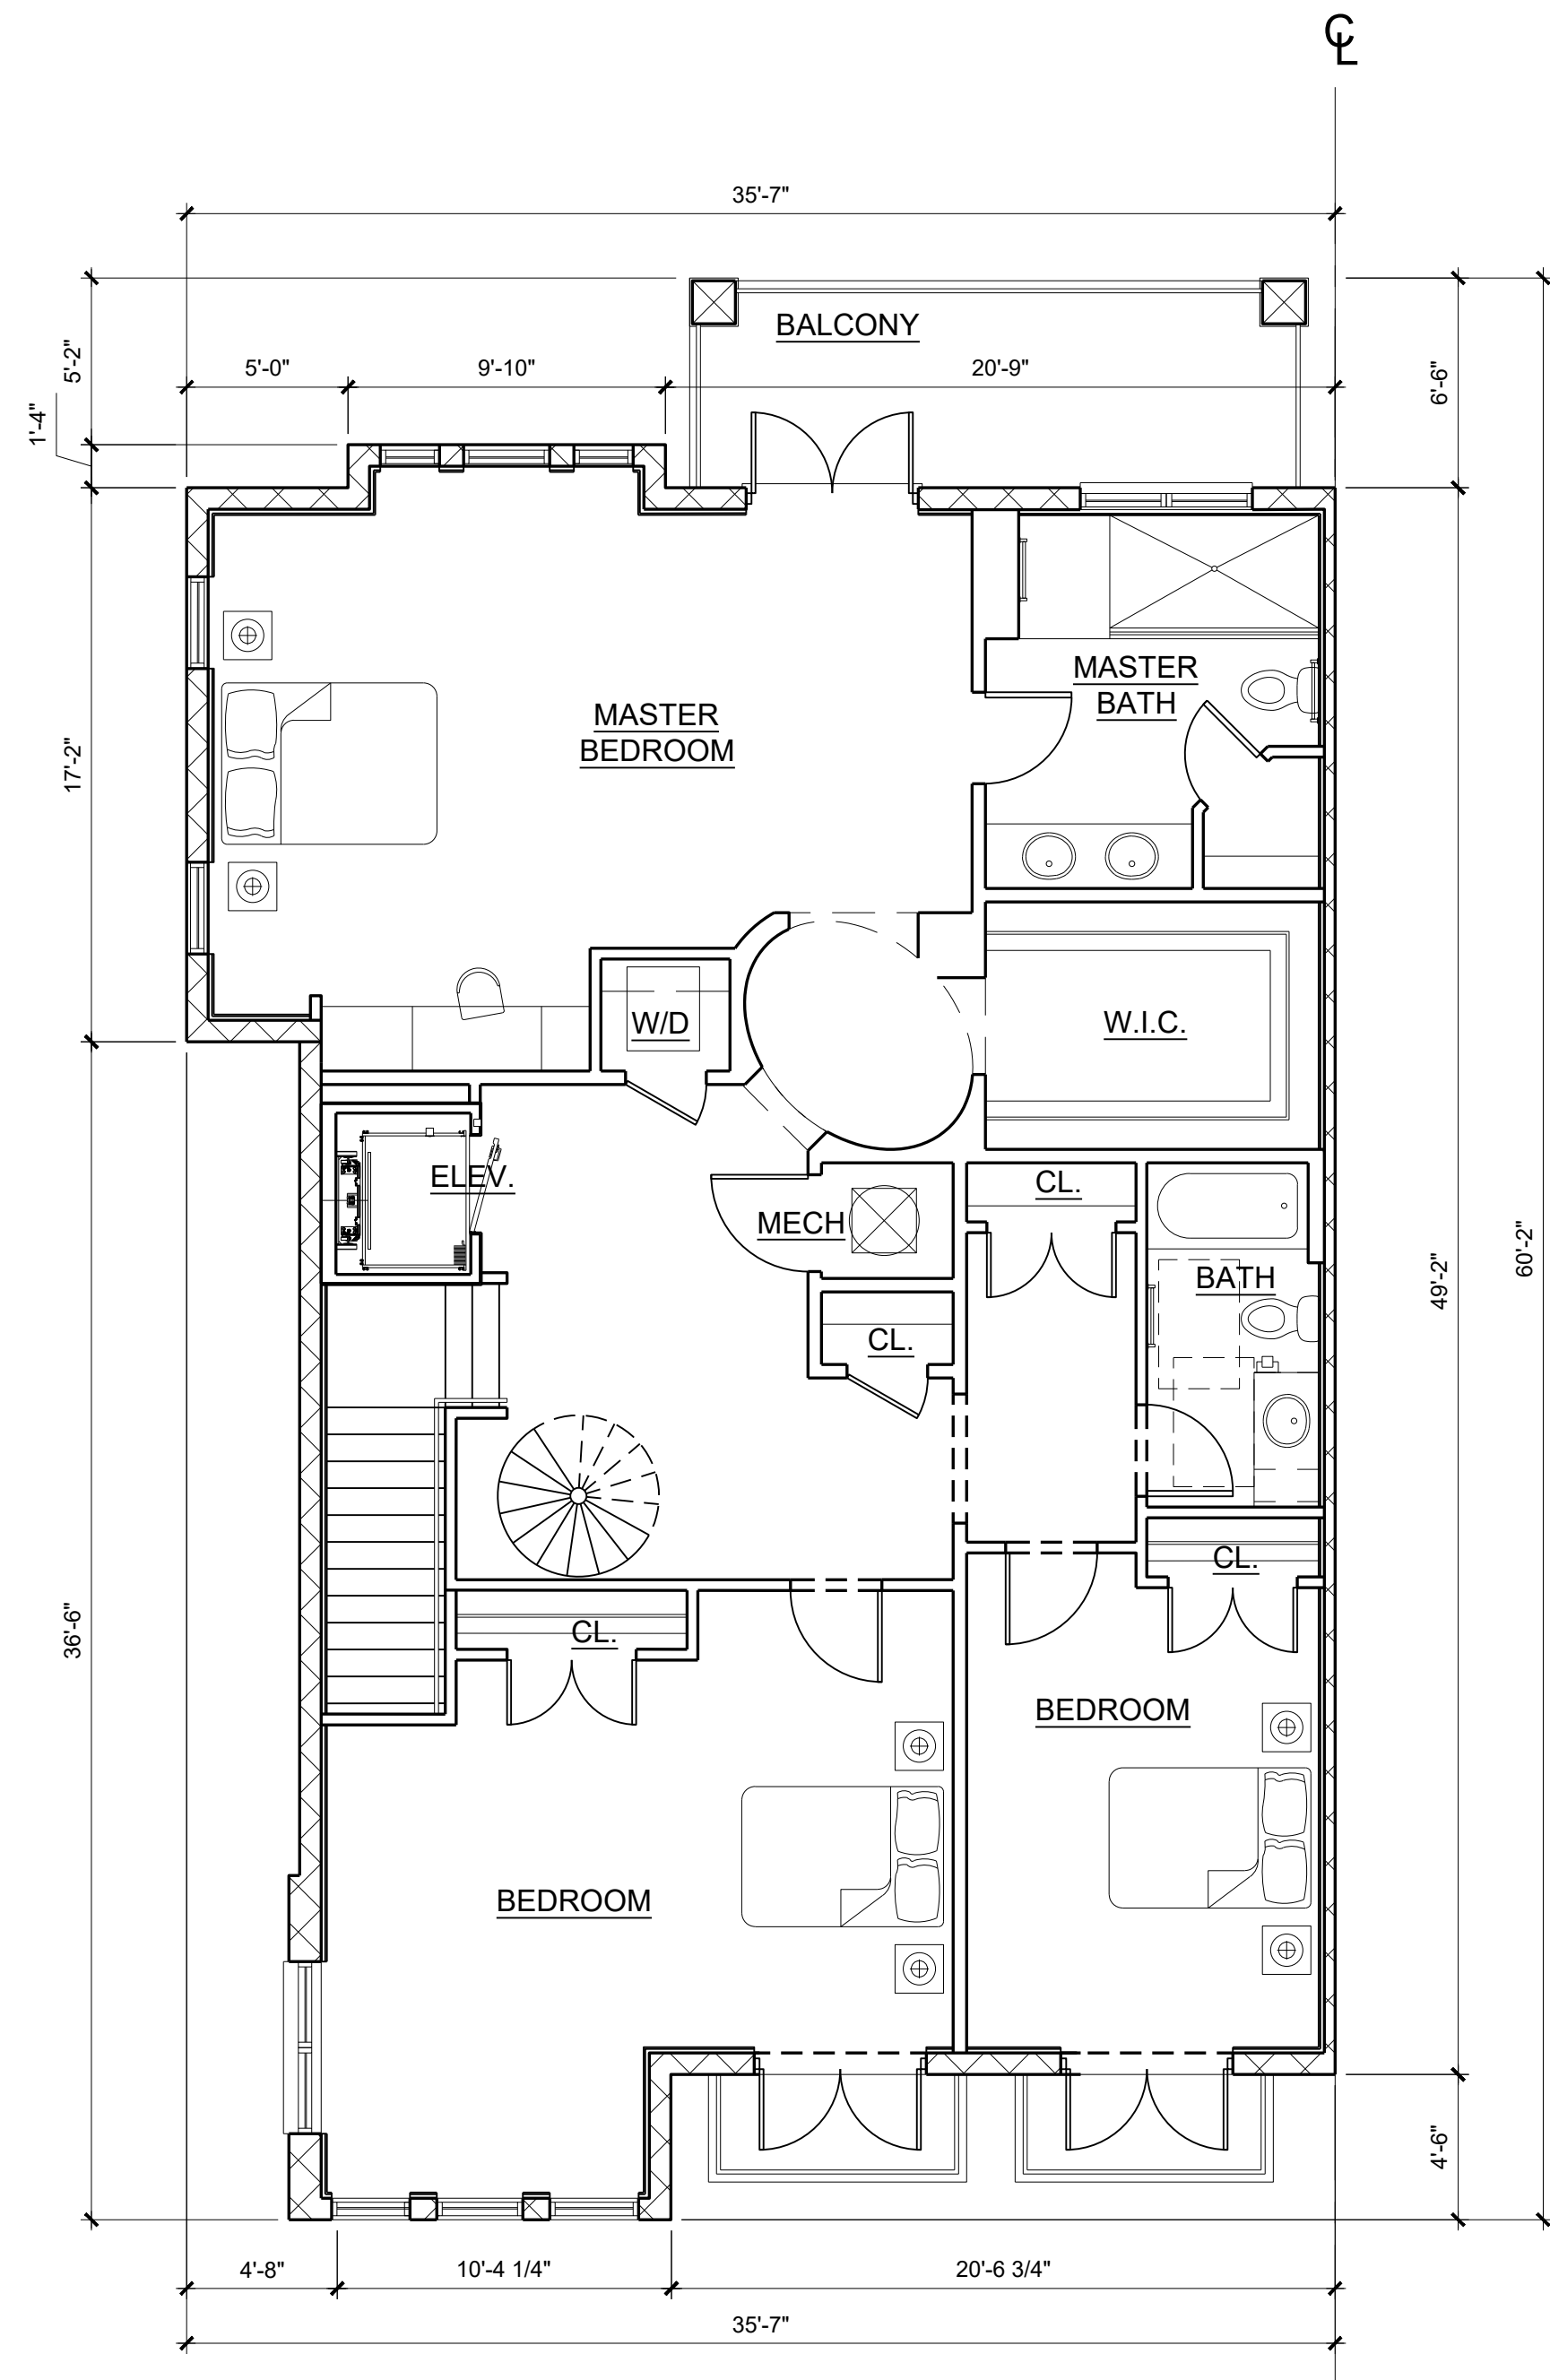 ℄
35'-7"
BALCONY
5'-2"
5'-0"
9'-10"
20'-9"
6'-6"
1'-4"
MASTER
BATH
MASTER
BEDROOM
17'-2"
W/D
W.I.C.
ELEV.
CL.
MECH
BATH
60'-2"
49'-2"
CL.
CL.
36'-6"
CL.
BEDROOM
BEDROOM
4'-6"
4'-8"
10'-4 1/4"
20'-6 3/4"
35'-7"